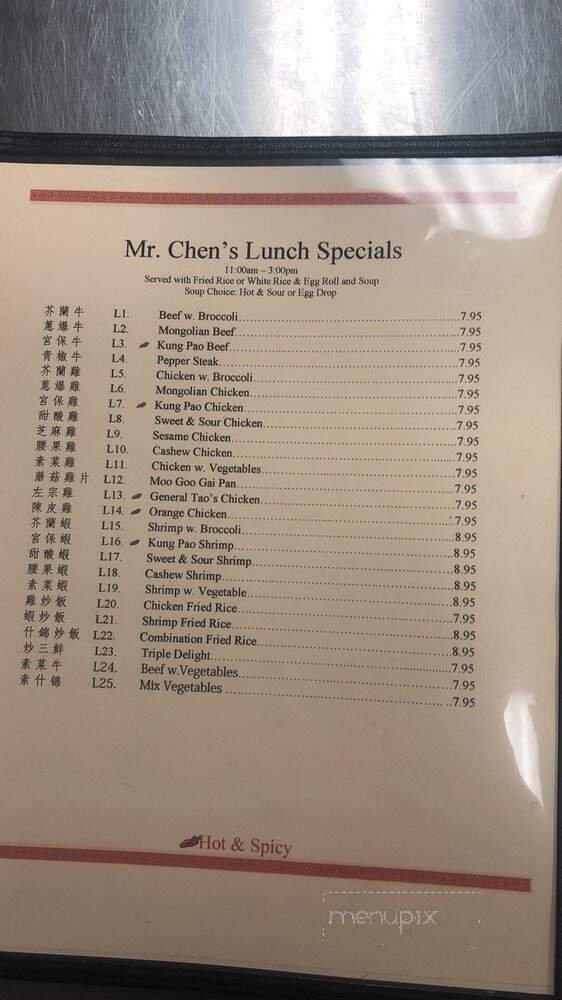 Mr. Chen's Lunch Specials
11:00am – 3:00pm
Served with Fried Rice or White Rice & Egg Roll and Soup
Soup Choice: Hot & Sour or Egg Drop
芥蘭牛 L1. Beef w. Broccoli 7.95
蔥爆牛 L2. Mongolian Beef 7.95
宮保牛 L3. Kung Pao Beef 7.95
青椒牛 L4. Pepper Steak 7.95
芥蘭雞 L5. Chicken w. Broccoli 7.95
蔥爆雞 L6. Mongolian Chicken 7.95
宮保雞 L7. Kung Pao Chicken 7.95
甜酸雞 L8. Sweet & Sour Chicken 7.95
芝麻雞 L9. Sesame Chicken 7.95
腰果雞 L10. Cashew Chicken 7.95
素菜雞 L11. Chicken w. Vegetables 7.95
蘑菇雞片 L12. Moo Goo Gai Pan 7.95
左宗雞 L13. General Tao's Chicken 7.95
陳皮雞 L14. Orange Chicken 7.95
芥蘭蝦 L15. Shrimp w. Broccoli 8.95
宮保蝦 L16. Kung Pao Shrimp 8.95
甜酸蝦 L17. Sweet & Sour Shrimp 8.95
腰果蝦 L18. Cashew Shrimp 8.95
素菜蝦 L19. Shrimp w. Vegetable 8.95
雞炒飯 L20. Chicken Fried Rice 7.95
蝦炒飯 L21. Shrimp Fried Rice 8.95
什錦炒飯 L22. Combination Fried Rice 8.95
炒三鮮 L23. Triple Delight 7.95
素菜牛 L24. Beef w.Vegetables 7.95
素什錦 L25. Mix Vegetables 7.95
Hot & Spicy
menupix